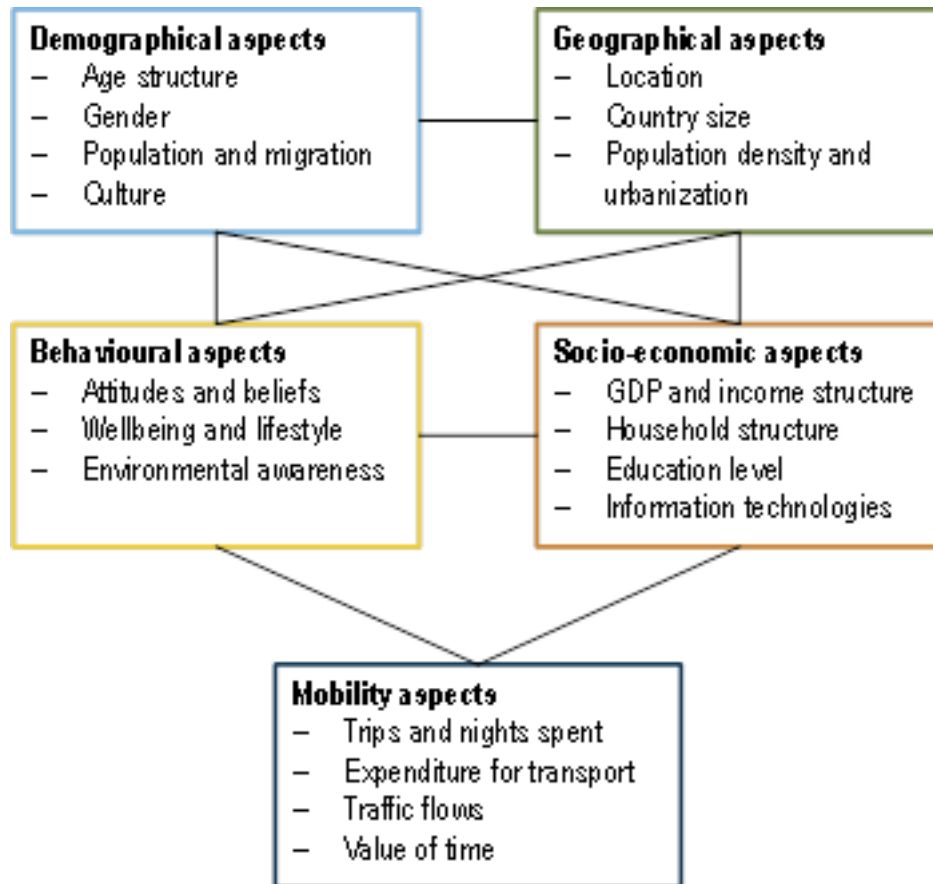 Demographical aspects
– Age structure
– Gender
– Population and migration
– Culture
Geographical aspects
– Location
– Country size
– Population density and
urbanization
Behavioural aspects
– Attitudes and beliefs
– Wellbeing and lifestyle
– Environmental awareness
Socio-economic aspects
– GDP and income structure
– Household structure
– Education level
– Information technologies
Mobility aspects
– Trips and nights spent
– Expenditure for transport
– Traffic flows
– Value of time